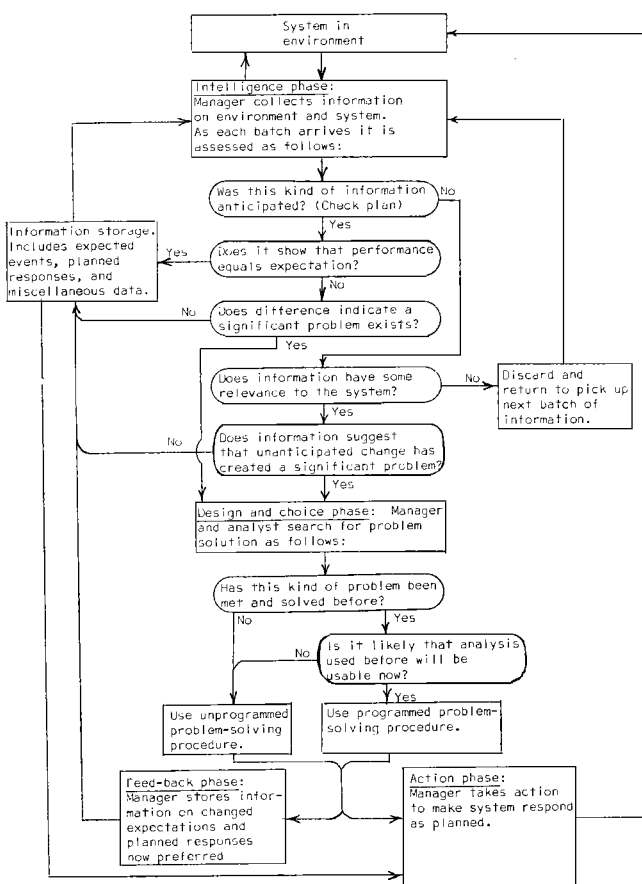 System in
environment
Intelligence phase:
Manager collects information
on environment and system.
As each batch arrives it is
assessed as follows:
Was this kind of information
anticipated? (Check plan)
No
Yes
Information storage.
Includes expected
events, planned
responses, and
miscellaneous data.
Yes
Does it show that performance
equals expectation?
No
No
Does difference indicate a
significant problem exists?
Yes
Does information have some
relevance to the system?
No
Discard and
return to pick up
next batch of
information.
Yes
No
Does information suggest
that unanticipated change has
created a significant problem?
Yes
Design and choice phase: Manager
and analyst search for problem
solution as follows:
Has this kind of problem been
met and solved before?
No
Yes
No
Is it likely that analysis
used before will be
usable now?
Yes
Use unprogrammed
problem-solving
procedure.
Use programmed problem-
solving procedure.
Feed-back phase:
Manager stores infor-
mation on changed
expectations and
planned responses
now preferred
Action phase:
Manager takes action
to make system respond
as planned.